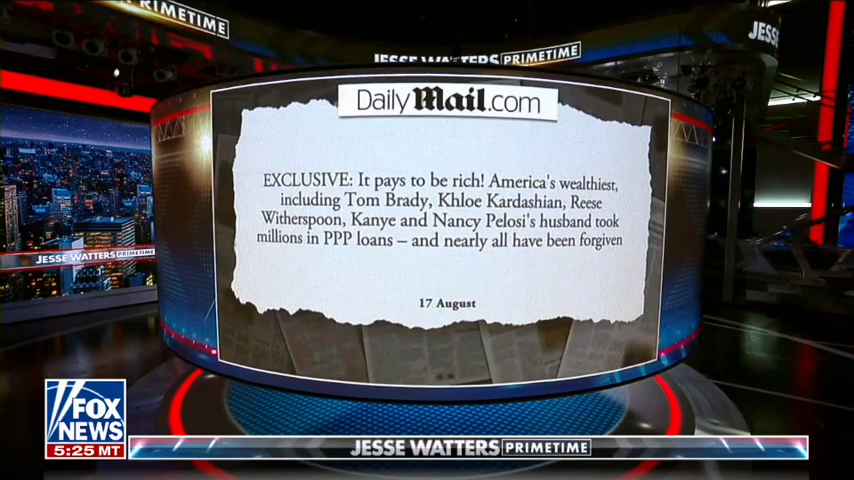 PRIMETIME
JESSE WATTERS PRIMETIME
JESSE
DailyMail.com
EXCLUSIVE: It pays to be rich! America's wealthiest,
including Tom Brady, Khloe Kardashian, Reese
Witherspoon, Kanye and Nancy Pelosi's husband took
millions in PPP loans – and nearly all have been forgiven
17 August
JESSE WATTERS PRIMETIME
FOX
NEWS
5:25 MT
JESSE WATTERS PRIMETIME